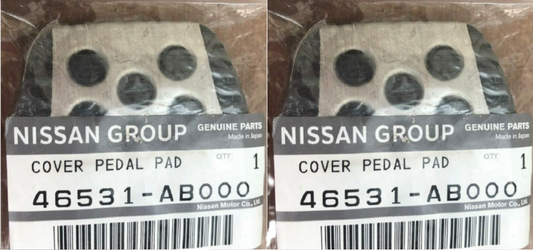 NISSAN GROUP GENUINE PARTS
Made in Japan
COVER PEDAL PAD QTY 1
46531-AB000
Nissan Motor Co., Ltd.
NISSAN GROUP GENUINE PARTS
Made in Japan
COVER PEDAL PAD QTY 1
46531-AB000
Nissan Motor Co., Ltd.